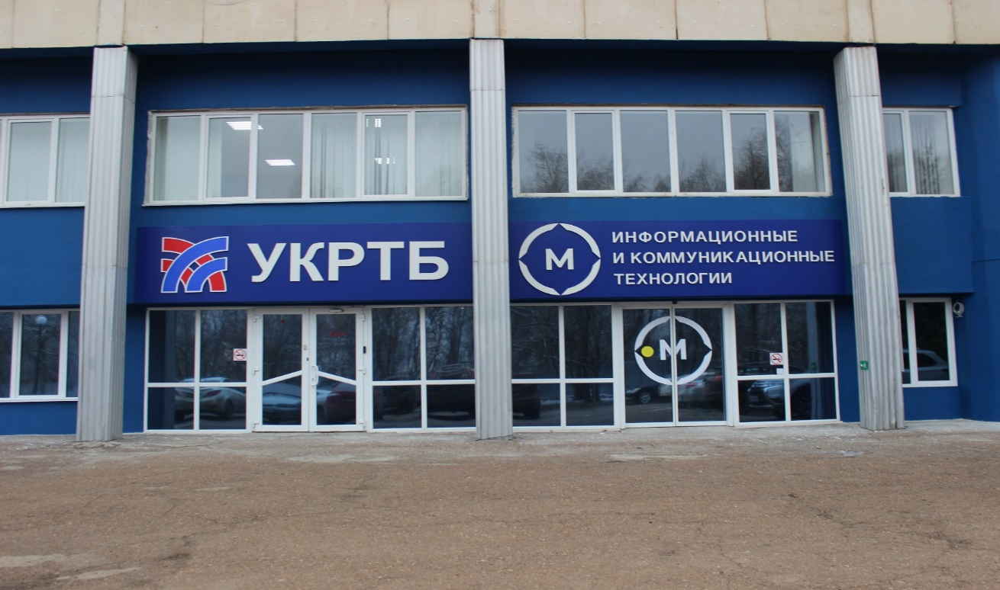 УКРТБ
М
ИНФОРМАЦИОННЫЕ
И КОММУНИКАЦИОННЫЕ
ТЕХНОЛОГИИ
М